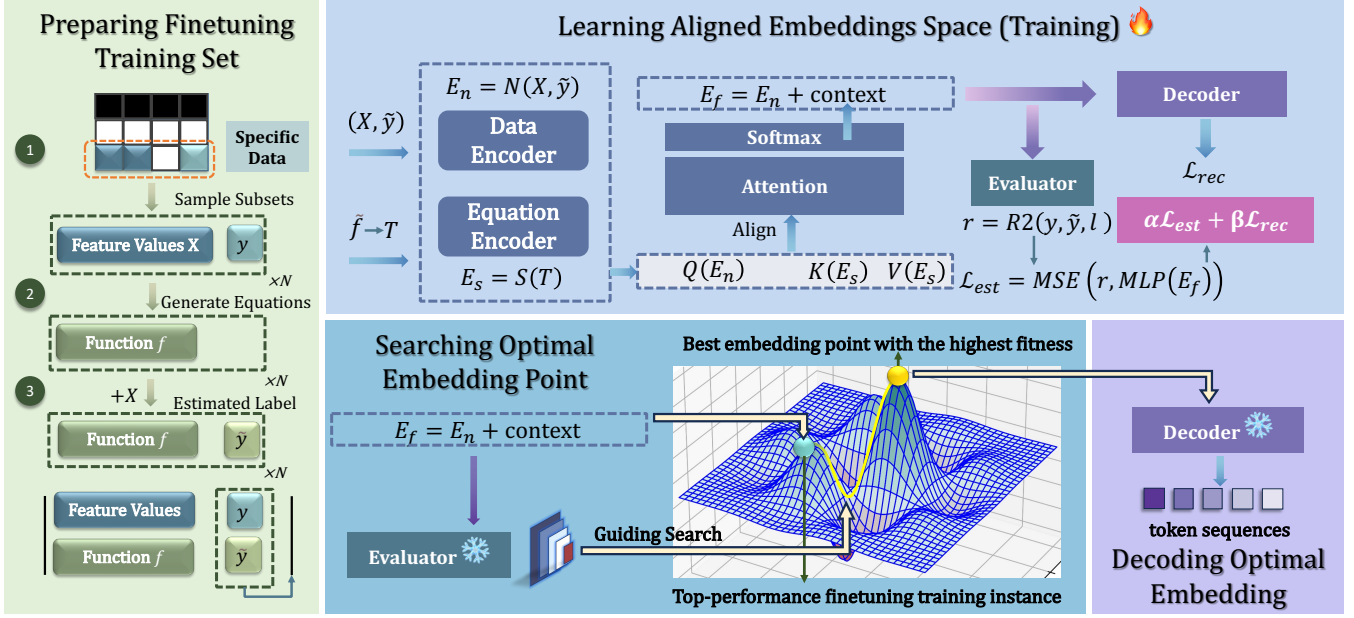 Preparing Finetuning
Training Set
1
Specific
Data
Sample Subsets
Feature Values X
y
×N
2
Generate Equations
Function f
×N
3
+X
Estimated Label
Function f
ỹ
×N
Feature Values
y
Function f
ỹ
Learning Aligned Embeddings Space (Training)
(X, ỹ)
f̃→T
E_n = N(X, ỹ)
Data
Encoder
Equation
Encoder
E_s = S(T)
E_f = E_n + context
Softmax
Attention
Align
Q(E_n) K(E_s) V(E_s)
Decoder
ℒ_rec
Evaluator
r = R2(y, ỹ, l)
αℒ_est + βℒ_rec
ℒ_est = MSE (r, MLP(E_f))
Searching Optimal
Embedding Point
E_f = E_n + context
Evaluator
Guiding Search
Best embedding point with the highest fitness
Top-performance finetuning training instance
Decoder
token sequences
Decoding Optimal
Embedding